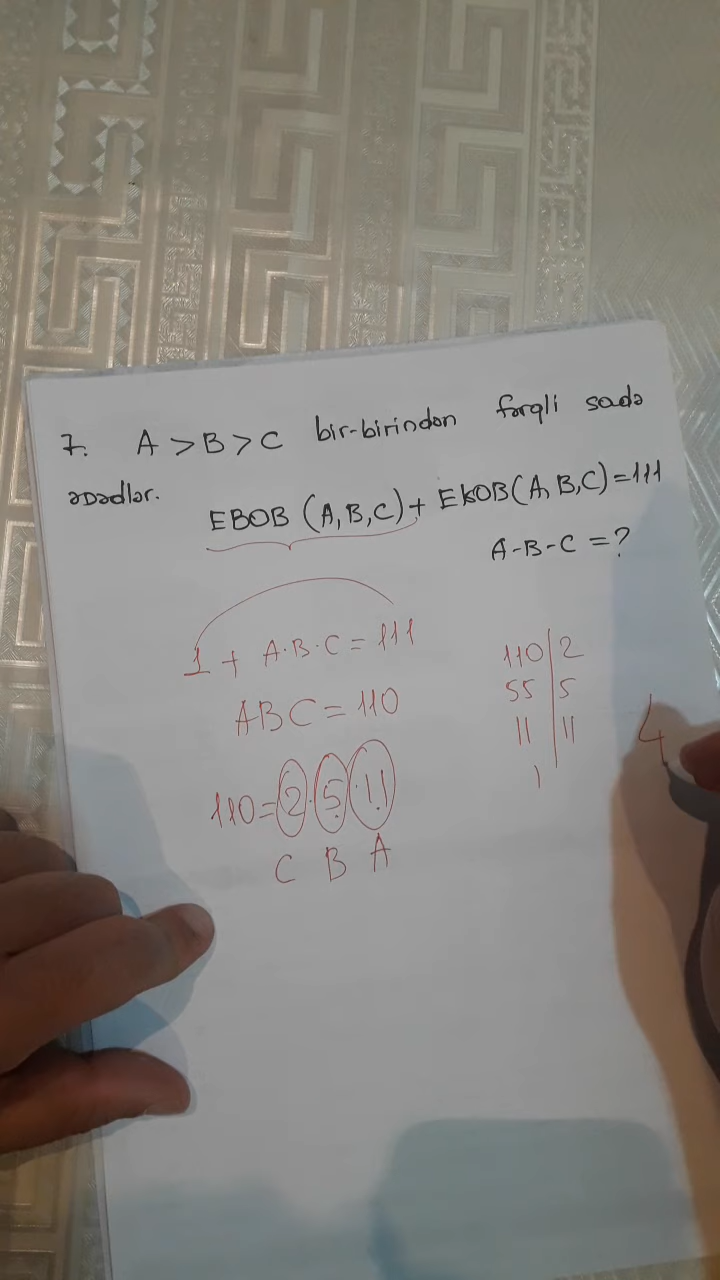 7. A > B > C bir-birindən fərqli sadə
ədədlər.
EBOB (A,B,C) + EKOB(A,B,C)=111
A-B-C = ?
1 + A·B·C = 111
ABC = 110
110=2·5·11
C B A
110|2
55|5
11|11
1
4